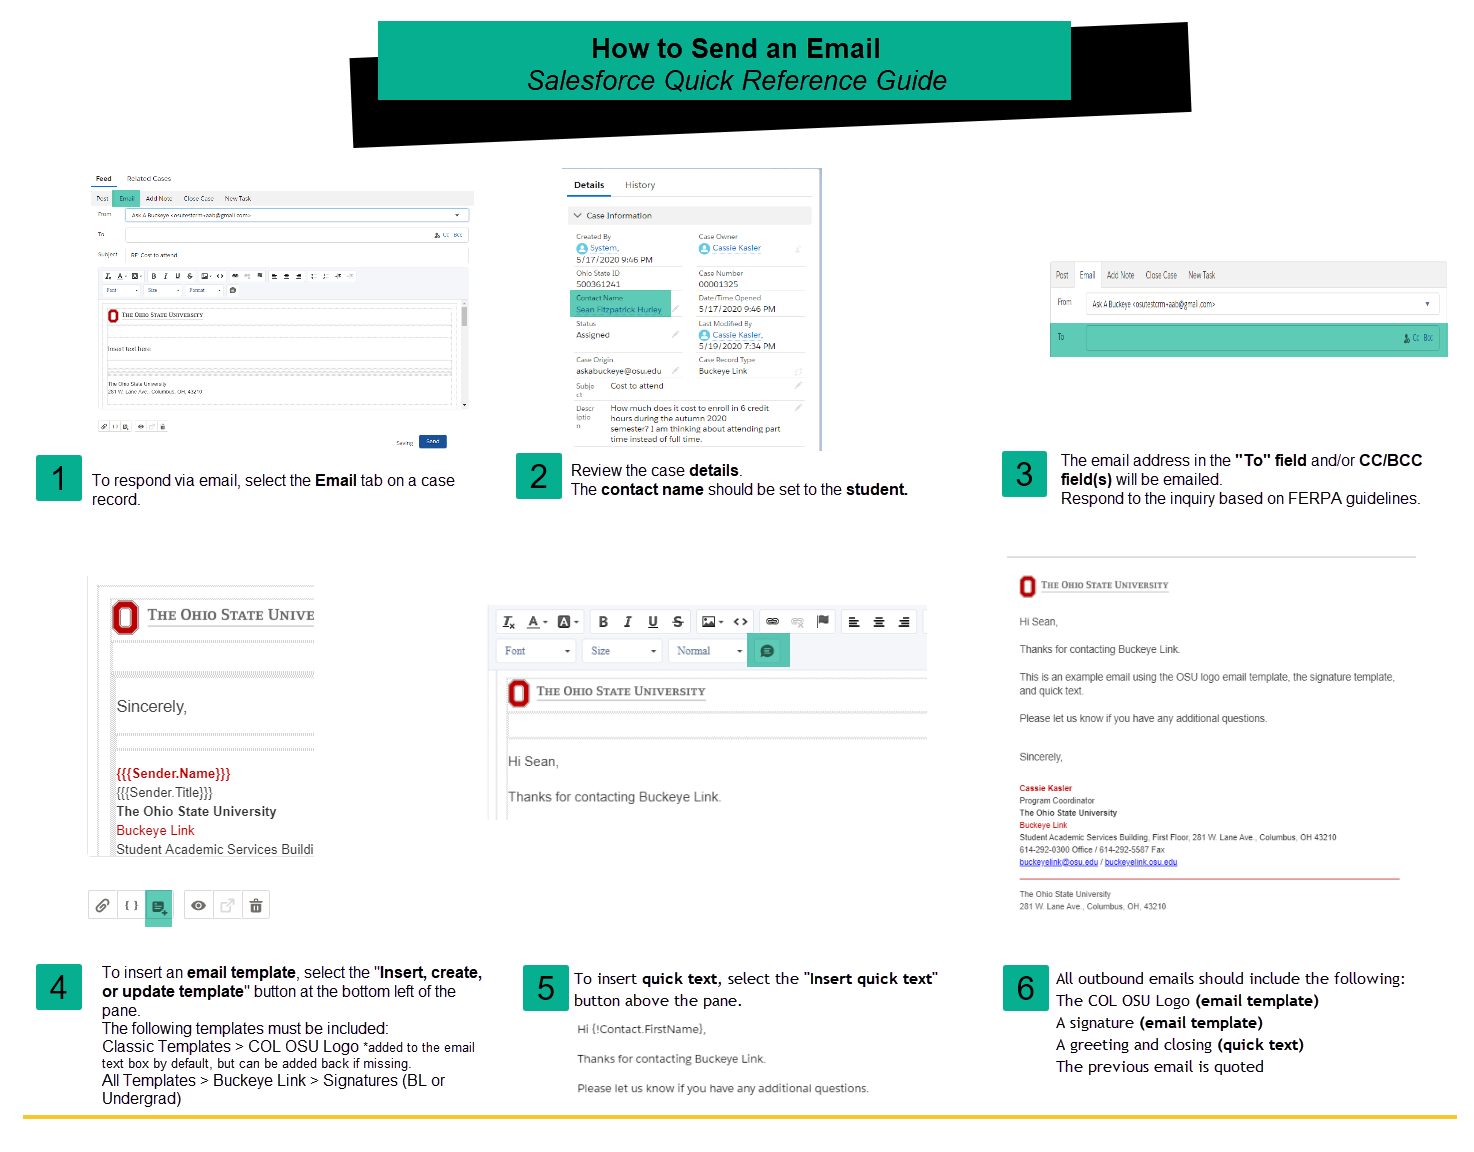 How to Send an Email
Salesforce Quick Reference Guide
Feed Related Cases
Post Email Add Note Close Case New Task
From Ask A Buckeye <osutestcrm+aab@gmail.com>
To Cc Bcc
Subject RE: Cost to attend
Font Size Format
THE OHIO STATE UNIVERSITY
Insert text here
The Ohio State University
281 W. Lane Ave., Columbus, OH, 43210
Saving Send
1
To respond via email, select the Email tab on a case
record.
Details History
Case Information
Created By Case Owner
System, Cassie Kasler
5/17/2020 9:46 PM
Ohio State ID Case Number
500361241 00001325
Contact Name Date/Time Opened
Sean Fitzpatrick Hurley 5/17/2020 9:46 PM
Status Last Modified By
Assigned Cassie Kasler,
5/19/2020 7:34 PM
Case Origin Case Record Type
askabuckeye@osu.edu Buckeye Link
Subje Cost to attend
ct
Descr How much does it cost to enroll in 6 credit
iptio hours during the autumn 2020
n semester? I am thinking about attending part
time instead of full time.
2
Review the case details.
The contact name should be set to the student.
Post Email Add Note Close Case New Task
From Ask A Buckeye <osutestcrm+aab@gmail.com>
To Cc Bcc
3
The email address in the "To" field and/or CC/BCC
field(s) will be emailed.
Respond to the inquiry based on FERPA guidelines.
THE OHIO STATE UNIVE
Sincerely,
{{{Sender.Name}}}
{{{Sender.Title}}}
The Ohio State University
Buckeye Link
Student Academic Services Buildi
4
To insert an email template, select the "Insert, create,
or update template" button at the bottom left of the
pane.
The following templates must be included:
Classic Templates > COL OSU Logo *added to the email
text box by default, but can be added back if missing.
All Templates > Buckeye Link > Signatures (BL or
Undergrad)
Font Size Normal
THE OHIO STATE UNIVERSITY
Hi Sean,
Thanks for contacting Buckeye Link.
5
To insert quick text, select the "Insert quick text"
button above the pane.
Hi {!Contact.FirstName},
Thanks for contacting Buckeye Link.
Please let us know if you have any additional questions.
THE OHIO STATE UNIVERSITY
Hi Sean,
Thanks for contacting Buckeye Link.
This is an example email using the OSU logo email template, the signature template,
and quick text.
Please let us know if you have any additional questions.
Sincerely,
Cassie Kasler
Program Coordinator
The Ohio State University
Buckeye Link
Student Academic Services Building, First Floor, 281 W. Lane Ave., Columbus, OH 43210
614-292-0300 Office / 614-292-5587 Fax
buckeyelink@osu.edu / buckeyelink.osu.edu
The Ohio State University
281 W. Lane Ave., Columbus, OH, 43210
6
All outbound emails should include the following:
The COL OSU Logo (email template)
A signature (email template)
A greeting and closing (quick text)
The previous email is quoted